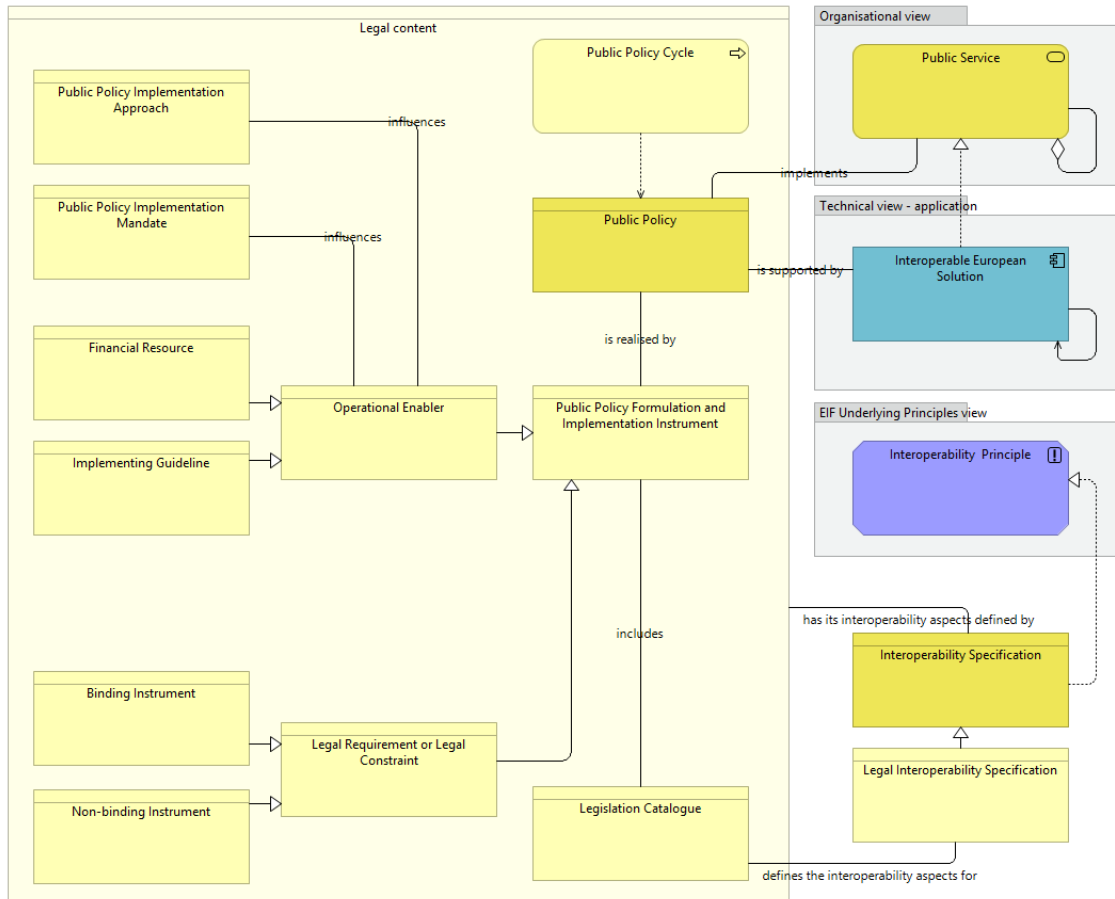 Legal content
Organisational view
Public Policy Cycle
Public Service
Public Policy Implementation
Approach
influences
implements
Public Policy Implementation
Mandate
influences
Public Policy
Technical view - application
Interoperable European
Solution
is supported by
is realised by
Financial Resource
Operational Enabler
Public Policy Formulation and
Implementation Instrument
EIF Underlying Principles view
Interoperability  Principle
Implementing Guideline
includes
has its interoperability aspects defined by
Interoperability Specification
Binding Instrument
Legal Requirement or Legal
Constraint
Legal Interoperability Specification
Non-binding Instrument
Legislation Catalogue
defines the interoperability aspects for